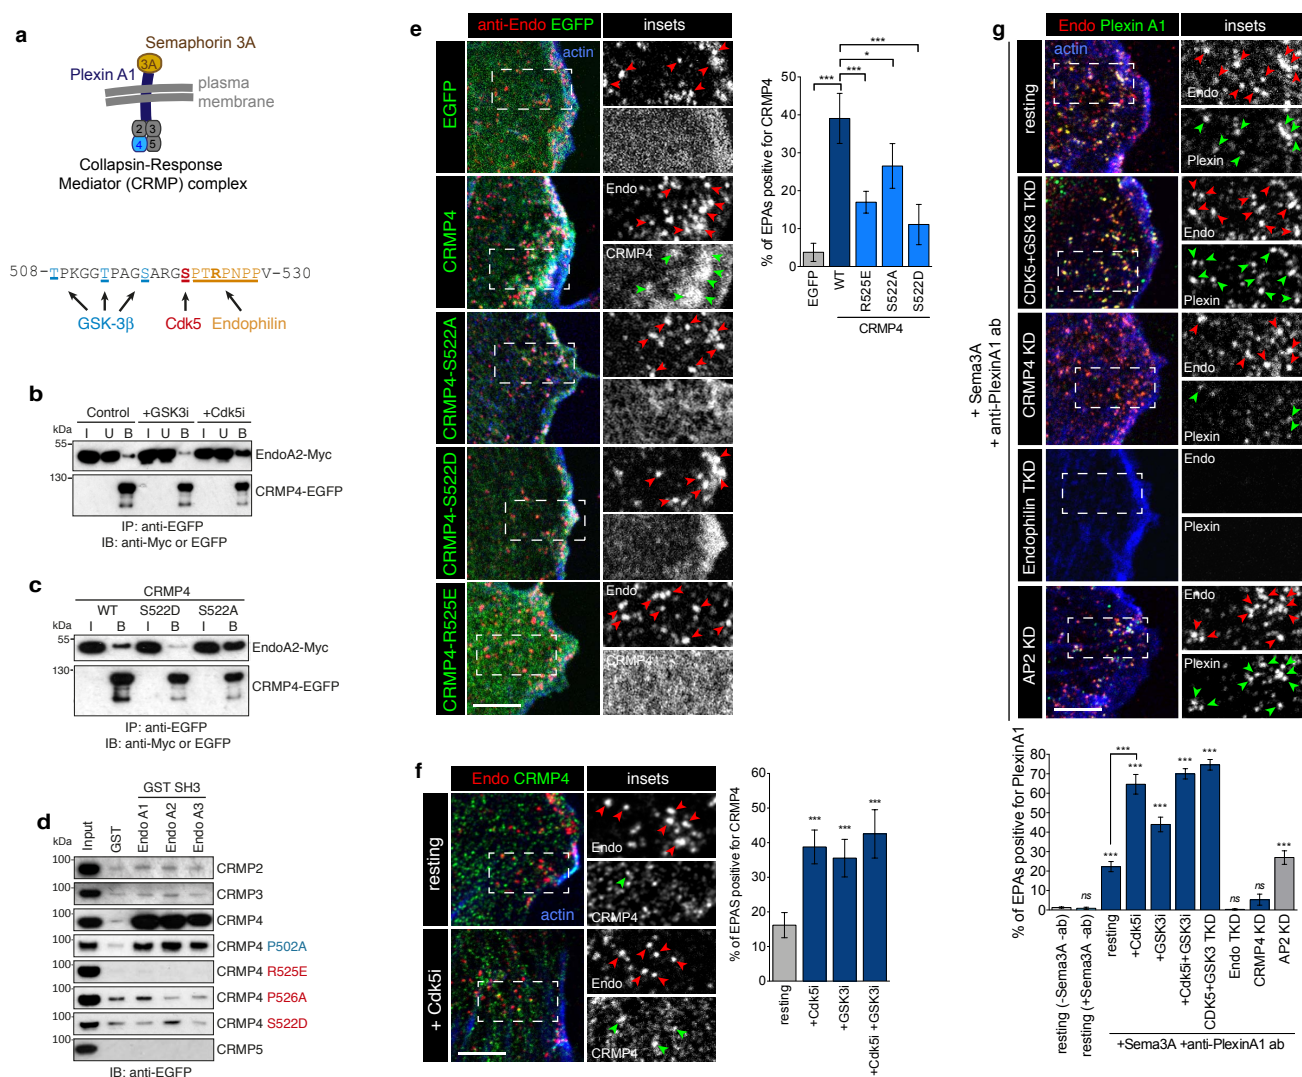 a
Semaphorin 3A
3A
Plexin A1
plasma
membrane
2 3
4 5
Collapsin-Response
Mediator (CRMP) complex
508-TPKGGTPAGSARGSPTRPNPPV-530
GSK-3β Cdk5 Endophilin
b
Control +GSK3i +Cdk5i
kDa I U B I U B I U B
55
EndoA2-Myc
130
CRMP4-EGFP
IP: anti-EGFP
IB: anti-Myc or EGFP
c
CRMP4
WT S522D S522A
kDa I B I B I B
55
EndoA2-Myc
130
CRMP4-EGFP
IP: anti-EGFP
IB: anti-Myc or EGFP
d
GST SH3
kDa Input GST Endo A1 Endo A2 Endo A3
100 CRMP2
100 CRMP3
100 CRMP4
100 CRMP4 P502A
100 CRMP4 R525E
100 CRMP4 P526A
100 CRMP4 S522D
100 CRMP5
IB: anti-EGFP
e
anti-Endo EGFP insets
actin
EGFP
CRMP4
Endo
CRMP4
CRMP4-S522A
CRMP4-S522D
CRMP4-R525E
Endo
CRMP4
% of EPAs positive for CRMP4
50
40
30
20
10
0
***
*
*** ***
EGFP WT R525E S522A S522D
CRMP4
f
Endo CRMP4 insets
resting
actin
Endo
CRMP4
+ Cdk5i
Endo
CRMP4
% of EPAS positive for CRMP4
60
50
40
30
20
10
0
*** *** ***
resting +Cdk5i +GSK3i +Cdk5i +GSK3i
g
Endo Plexin A1 insets
actin
+ Sema3A
+ anti-PlexinA1 ab
resting
Endo
Plexin
CDK5+GSK3 TKD
Endo
Plexin
CRMP4 KD
Endo
Plexin
Endophilin TKD
Endo
Plexin
AP2 KD
Endo
Plexin
% of EPAs positive for PlexinA1
80
70
60
50
40
30
20
10
0
ns *** *** *** *** *** *** ns ns ***
resting (-Sema3A -ab) resting (+Sema3A -ab) resting +Cdk5i +GSK3i +Cdk5i+GSK3i CDK5+GSK3 TKD Endo TKD CRMP4 KD AP2 KD
+Sema3A +anti-PlexinA1 ab